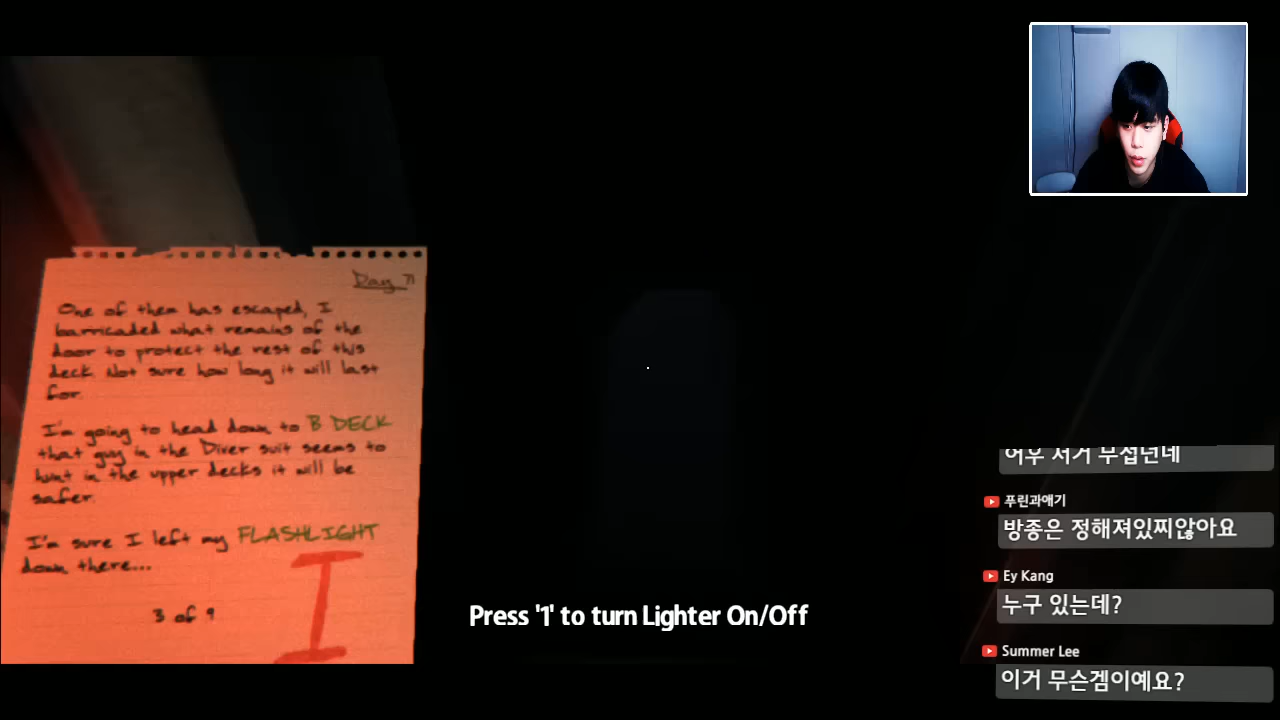 Day 71
One of them has escaped, I
barricaded what remains of the
door to protect the rest of this
deck. Not sure how long it will last
for.
I'm going to head down to B DECK
that guy in the Diver suit seems to
hunt in the upper decks it will be
safer.
I'm sure I left my FLASHLIGHT
down there...
3 of 9
I
Press '1' to turn Lighter On/Off
푸린과애기
방종은 정해져있찌않아요
Ey Kang
누구 있는데?
Summer Lee
이거 무슨겜이예요?